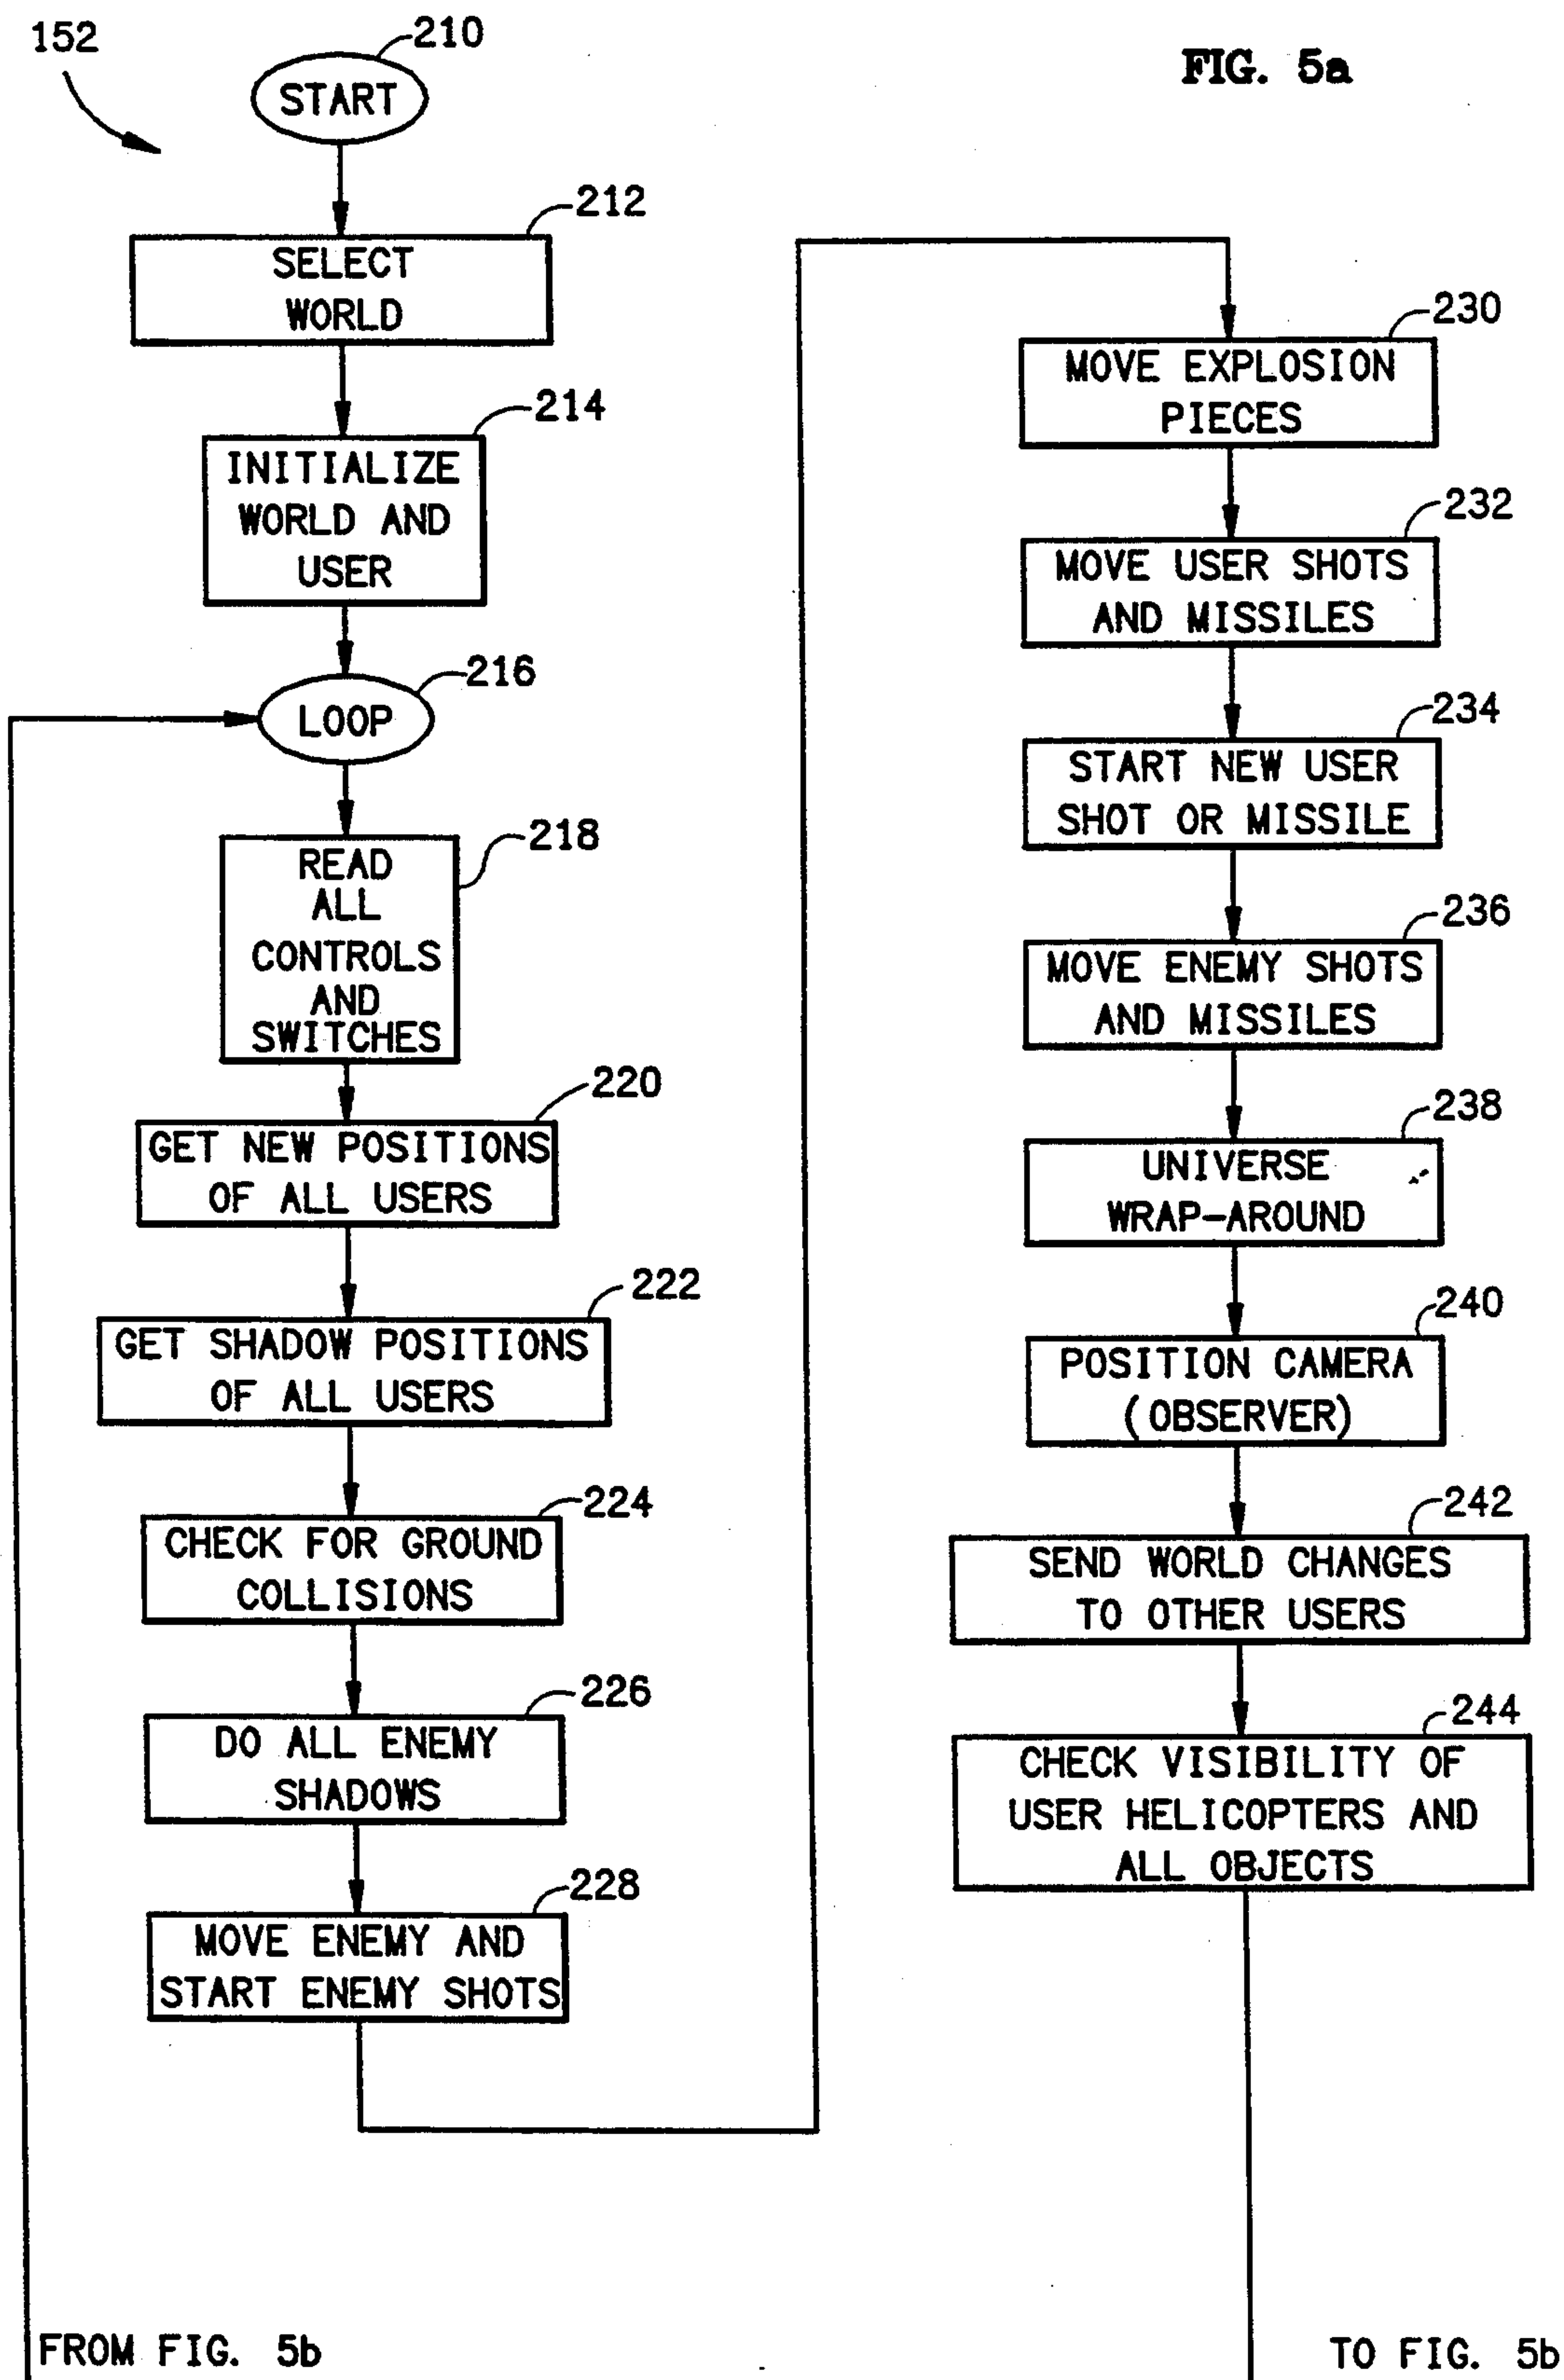 152
210
FIG. 5a
START
212
SELECT
WORLD
214
INITIALIZE
WORLD AND
USER
216
LOOP
218
READ
ALL
CONTROLS
AND
SWITCHES
220
GET NEW POSITIONS
OF ALL USERS
222
GET SHADOW POSITIONS
OF ALL USERS
224
CHECK FOR GROUND
COLLISIONS
226
DO ALL ENEMY
SHADOWS
228
MOVE ENEMY AND
START ENEMY SHOTS
230
MOVE EXPLOSION
PIECES
232
MOVE USER SHOTS
AND MISSILES
234
START NEW USER
SHOT OR MISSILE
236
MOVE ENEMY SHOTS
AND MISSILES
238
UNIVERSE
WRAP-AROUND
240
POSITION CAMERA
(OBSERVER)
242
SEND WORLD CHANGES
TO OTHER USERS
244
CHECK VISIBILITY OF
USER HELICOPTERS AND
ALL OBJECTS
FROM FIG. 5b
TO FIG. 5b